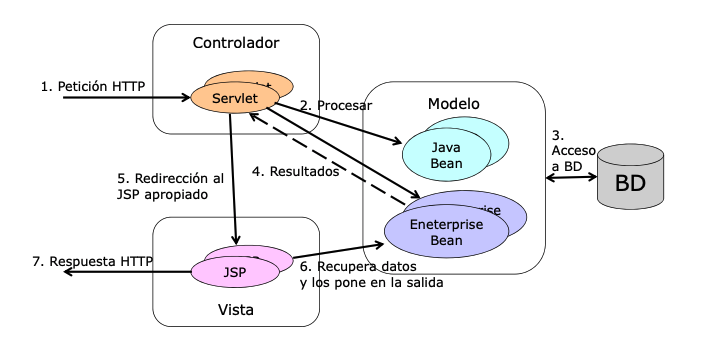 Controlador
1. Petición HTTP
Servlet
2. Procesar
Modelo
Java
Bean
3.
Acceso
a BD
BD
4. Resultados
5. Redirección al
JSP apropiado
Eneterprise
Bean
7. Respuesta HTTP
JSP
6. Recupera datos
y los pone en la salida
Vista